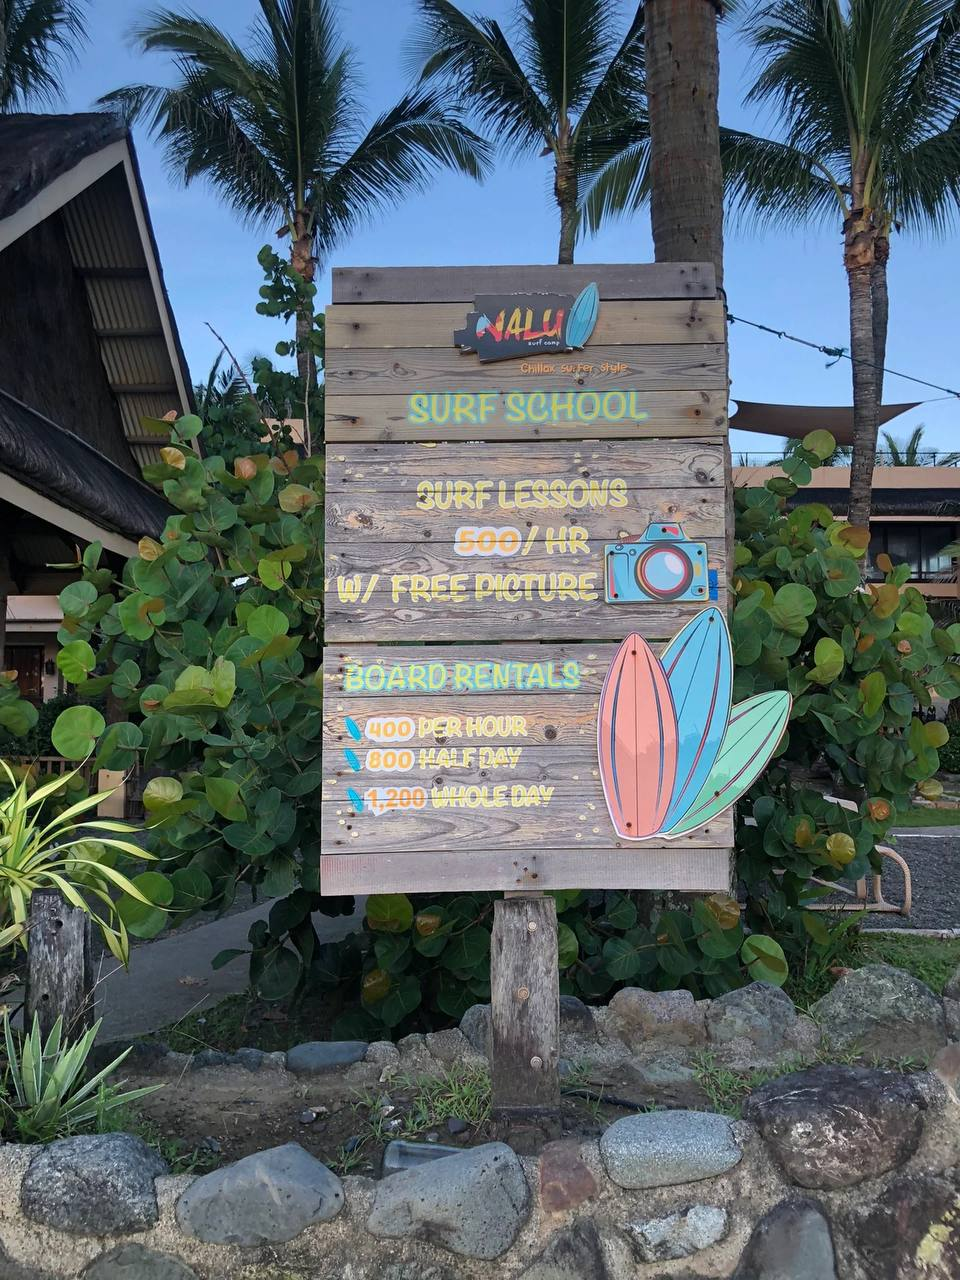 NALU
surf camp
Chillax surfer style
SURF SCHOOL
SURF LESSONS
500/HR
W/ FREE PICTURE
BOARD RENTALS
400 PER HOUR
800 HALF DAY
1,200 WHOLE DAY